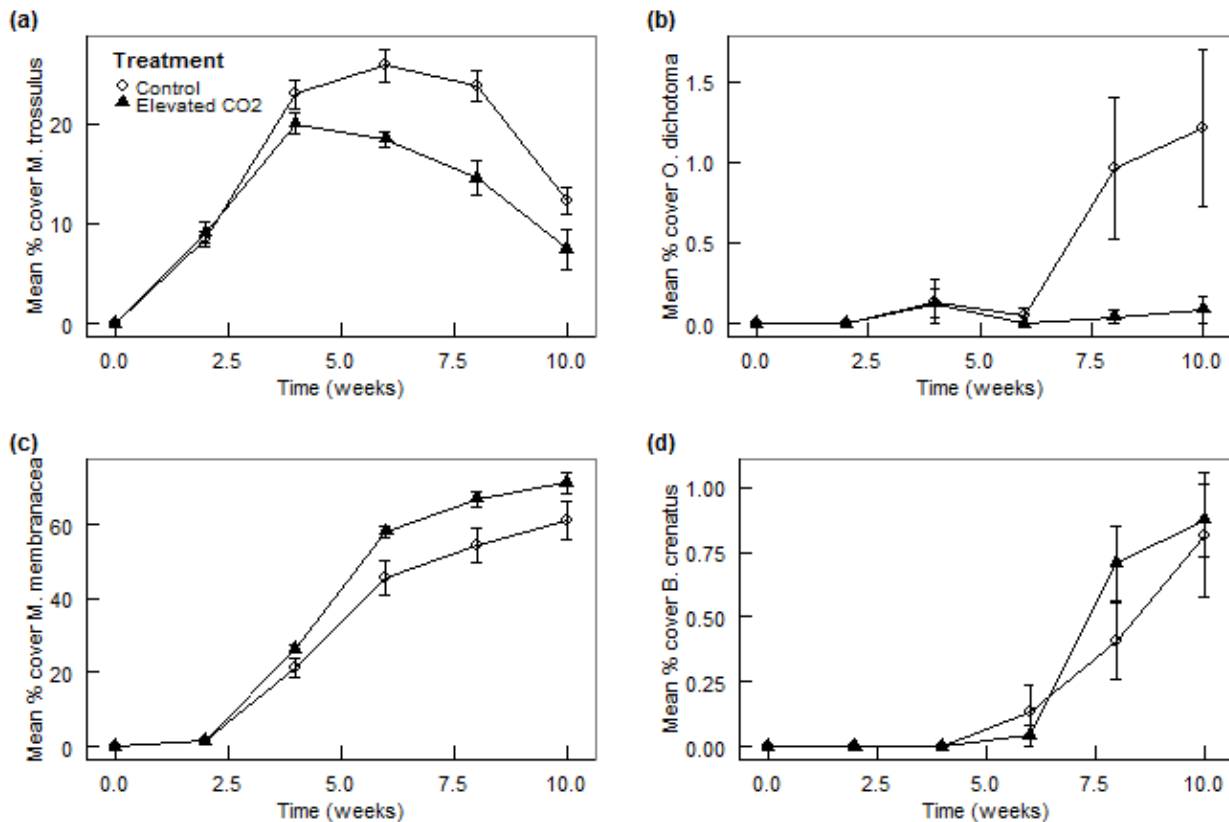 (a)
Mean % cover M. trossulus
20
10
0
Treatment
Control
Elevated CO2
0.0 2.5 5.0 7.5 10.0
Time (weeks)
(b)
Mean % cover O. dichotoma
1.5
1.0
0.5
0.0
0.0 2.5 5.0 7.5 10.0
Time (weeks)
(c)
Mean % cover M. membranacea
60
40
20
0
0.0 2.5 5.0 7.5 10.0
Time (weeks)
(d)
Mean % cover B. crenatus
1.00
0.75
0.50
0.25
0.00
0.0 2.5 5.0 7.5 10.0
Time (weeks)